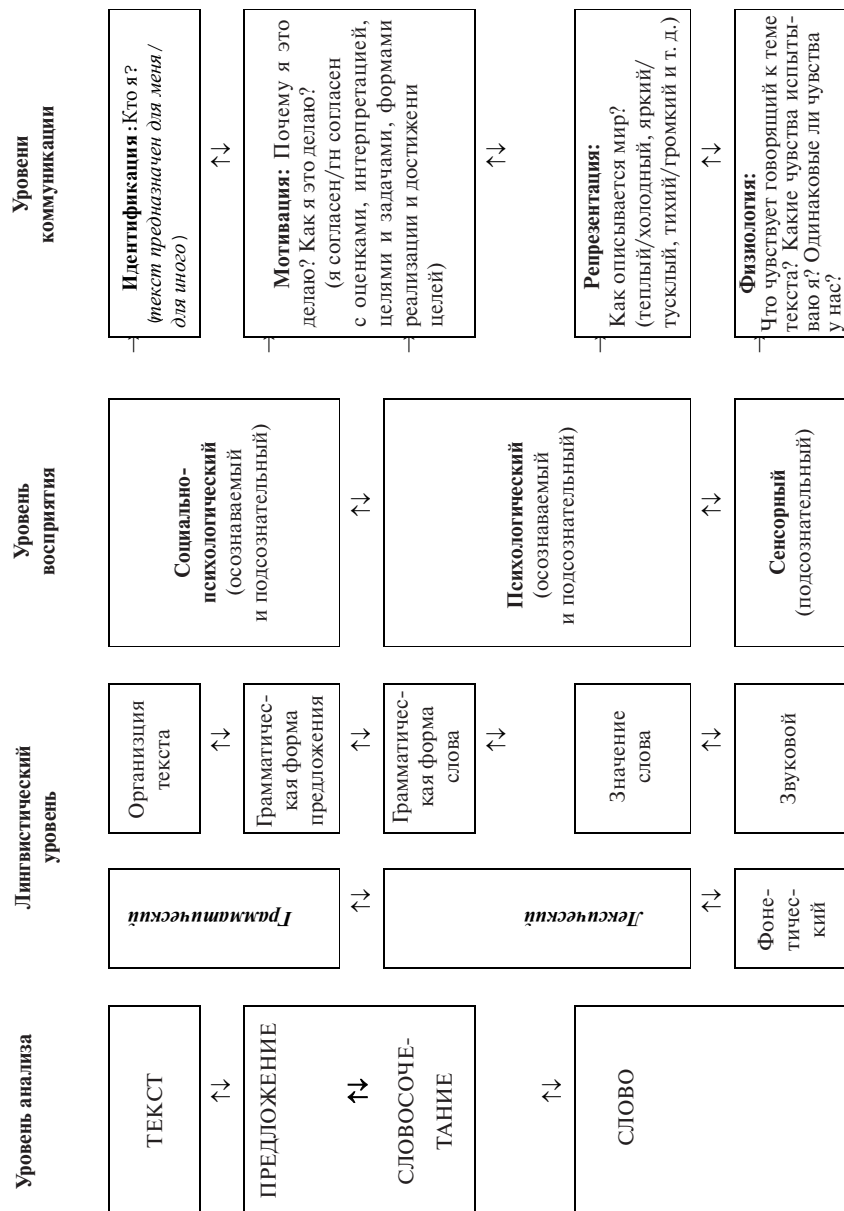 Уровень анализа
Лингвистический
уровень
Уровень
восприятия
Уровени
коммуникации
ТЕКСТ
↑↓
ПРЕДЛОЖЕНИЕ
↑↓
СЛОВОСОЧЕ-
ТАНИЕ
↑↓
СЛОВО
Грамматический
↑↓
Лексический
↑↓
Фоне-
тичес-
кий
Организция
текста
↑↓
Грамматичес-
кая форма
предложения
↑↓
Грамматичес-
кая форма
слова
↑↓
Значение
слова
↑↓
Звуковой
Социально-
психологический
(осознаваемый
и подсознательный)
↑↓
Психологический
(осознаваемый
и подсознательный)
↑↓
Сенсорный
(подсознательный)
Идентификация :Кто я?
(текст предназначен для меня/
для иного)
↑↓
Мотивация: Почему я это
делаю? Как я это делаю?
(я согласен/гн согласен
с оценками, интерпретацией,
целями и задачами, формами
реализации и достижени
целей)
↑↓
Репрезентация:
Как описывается мир?
(теплый/холодный, яркий/
тусклый, тихий/громкий и т. д.)
↑↓
Физиология:
Что чувствует говорящий к теме
текста? Какие чувства испыты-
ваю я? Одинаковые ли чувства
у нас?